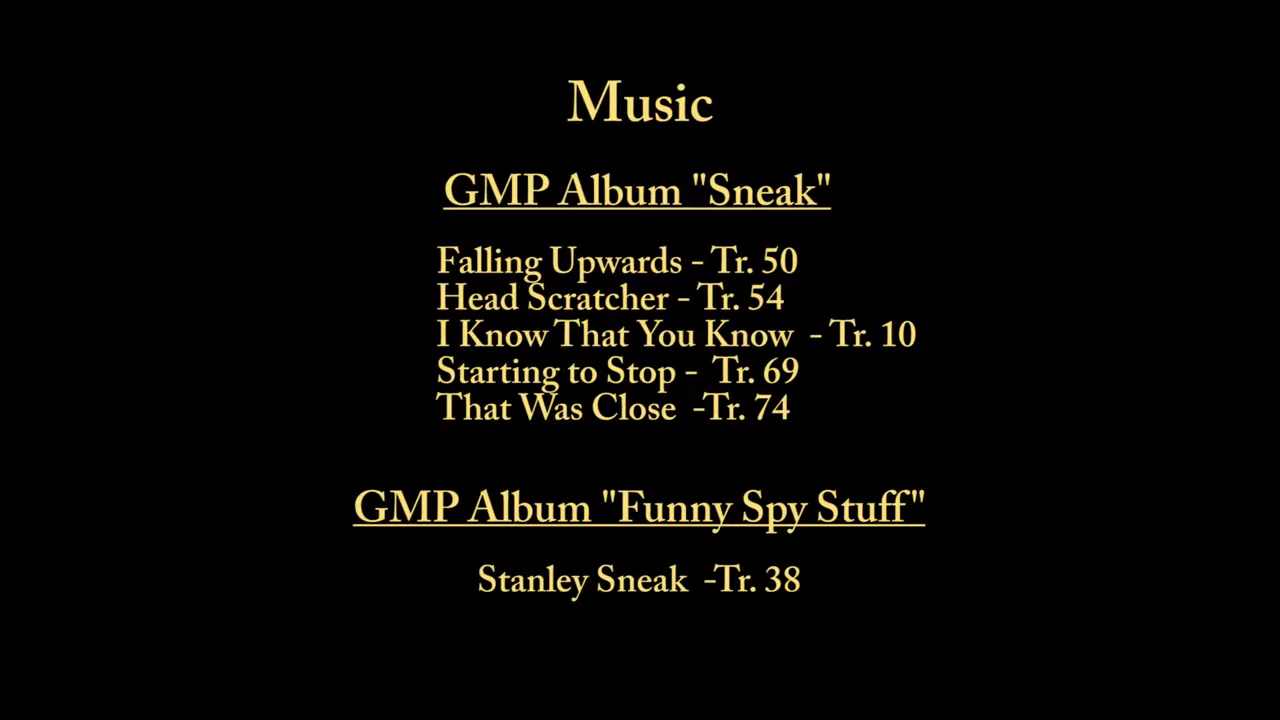 Music
GMP Album "Sneak"
Falling Upwards - Tr. 50
Head Scratcher - Tr. 54
I Know That You Know  - Tr. 10
Starting to Stop -  Tr. 69
That Was Close  -Tr. 74
GMP Album "Funny Spy Stuff"
Stanley Sneak  -Tr. 38